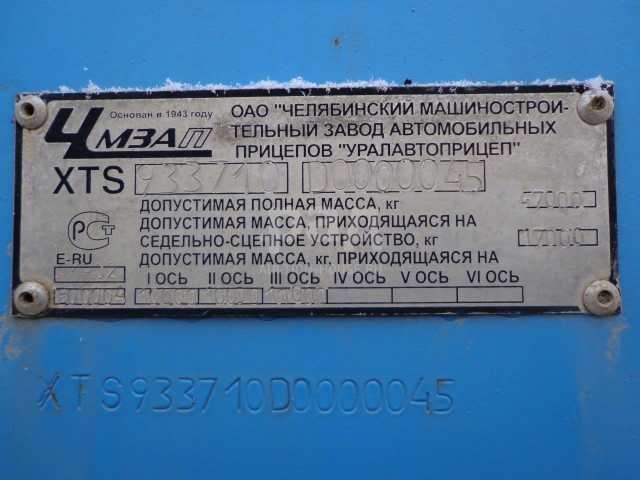 Основан в 1943 году
ЧМЗАП
ОАО "ЧЕЛЯБИНСКИЙ МАШИНОСТРОИ-
ТЕЛЬНЫЙ ЗАВОД АВТОМОБИЛЬНЫХ
ПРИЦЕПОВ "УРАЛАВТОПРИЦЕП"
XTS 933710 D0000045
ДОПУСТИМАЯ ПОЛНАЯ МАССА, кг
ДОПУСТИМАЯ МАССА, ПРИХОДЯЩАЯСЯ НА
СЕДЕЛЬНО-СЦЕПНОЕ УСТРОЙСТВО, кг
E-RU ДОПУСТИМАЯ МАССА, кг, ПРИХОДЯЩАЯСЯ НА
I ОСЬ II ОСЬ III ОСЬ IV ОСЬ V ОСЬ VI ОСЬ
XTS933710D0000045